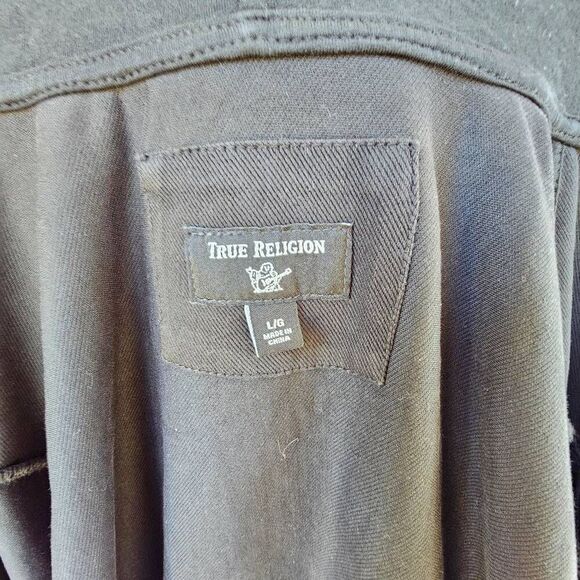 TRUE RELIGION
L/G
MADE IN
CHINA